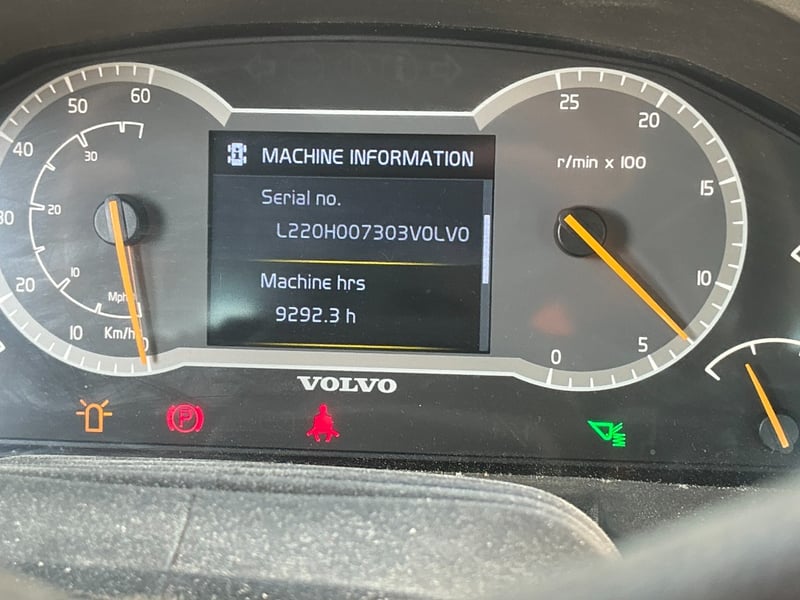 MACHINE INFORMATION
Serial no.
L220H007303VOLVO
Machine hrs
9292.3 h
60
50
40
30
20
10
0
Km/h
30
20
10
Mph
25
20
15
10
5
0
r/min x 100
VOLVO
P